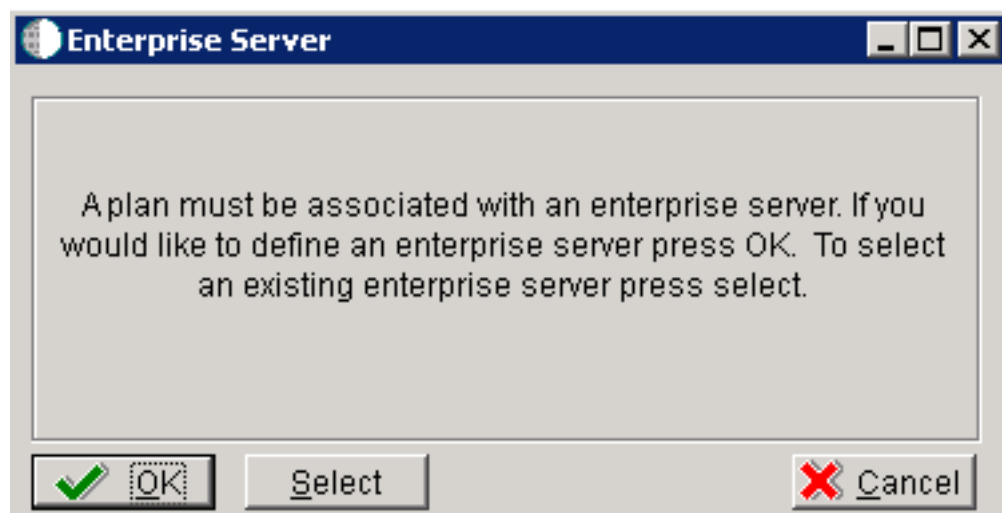 Enterprise Server
A plan must be associated with an enterprise server. If you
would like to define an enterprise server press OK.  To select
an existing enterprise server press select.
OK Select Cancel